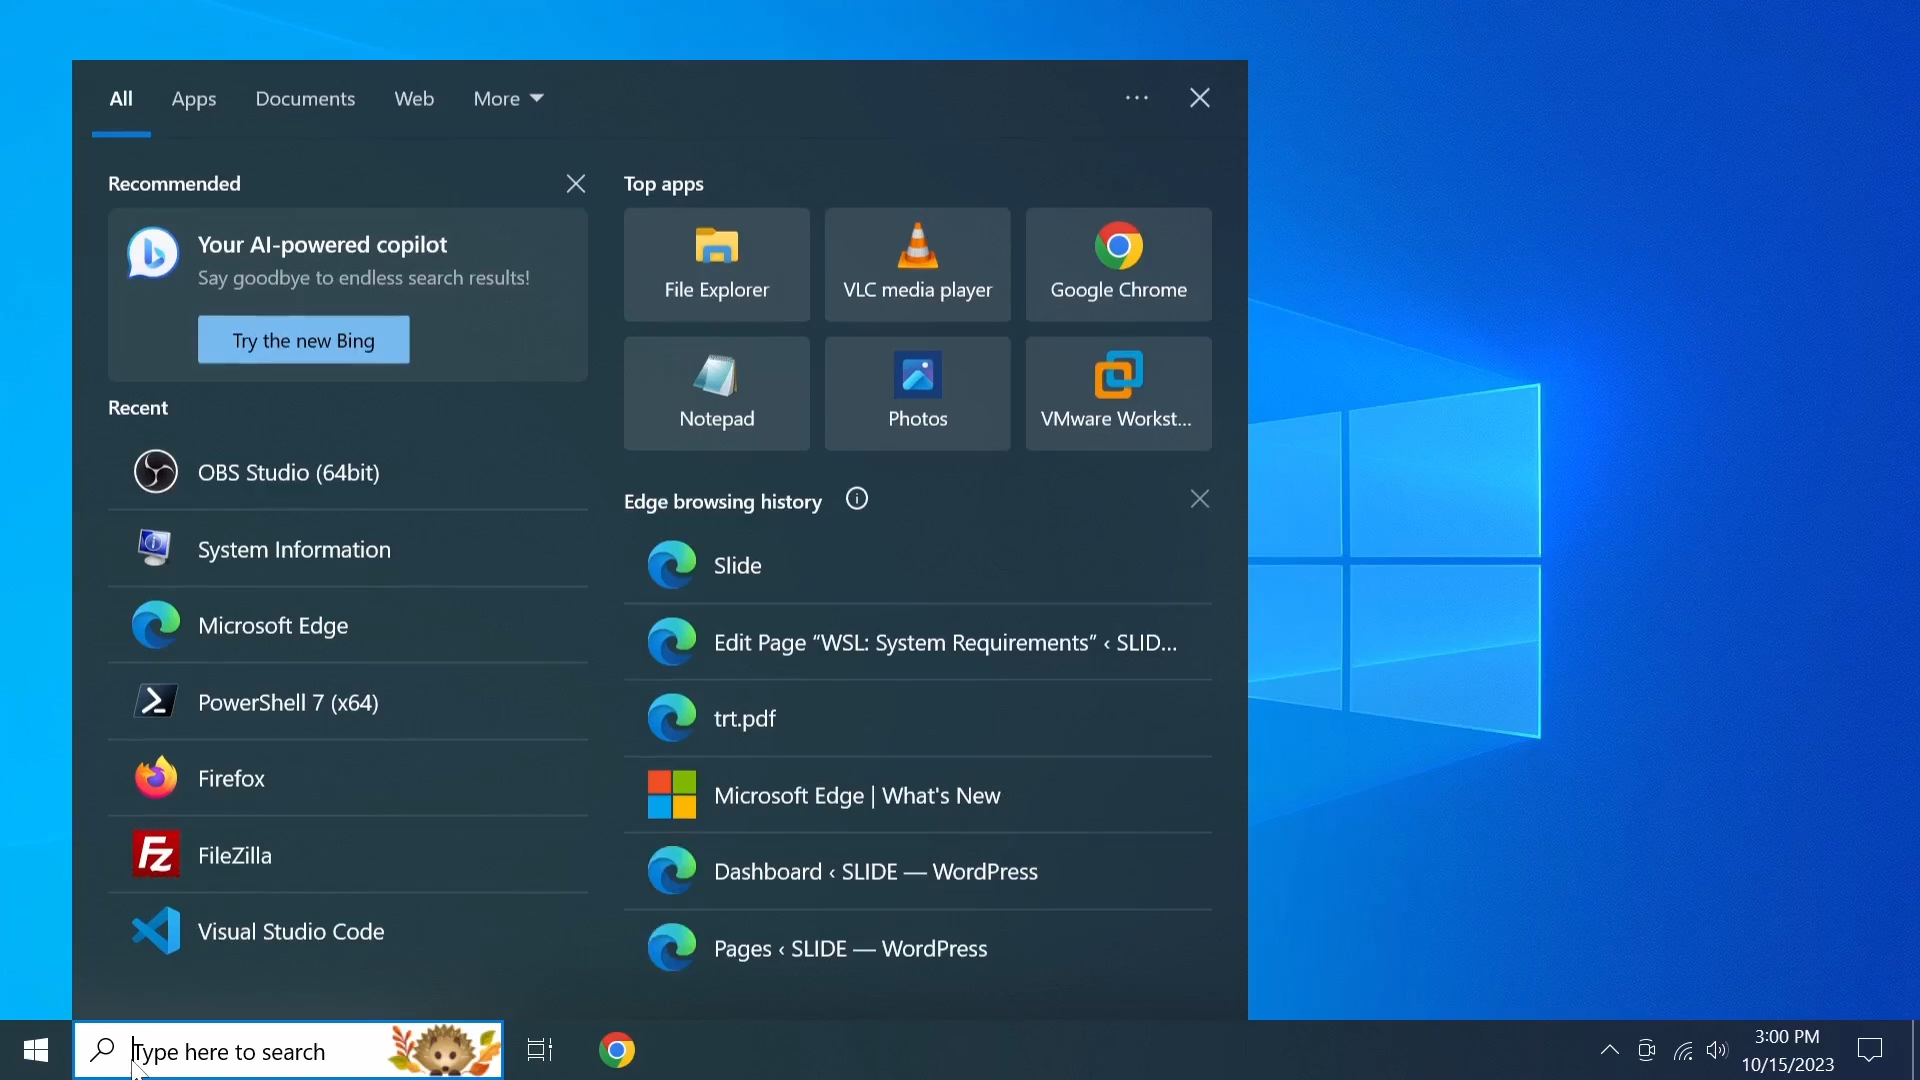 All
Apps
Documents
Web
More
Recommended
Your AI-powered copilot
Say goodbye to endless search results!
Try the new Bing
Recent
OBS Studio (64bit)
System Information
Microsoft Edge
PowerShell 7 (x64)
Firefox
FileZilla
Visual Studio Code
Top apps
File Explorer
VLC media player
Google Chrome
Notepad
Photos
VMware Workst...
Edge browsing history
Slide
Edit Page “WSL: System Requirements” ‹ SLID...
trt.pdf
Microsoft Edge | What's New
Dashboard ‹ SLIDE — WordPress
Pages ‹ SLIDE — WordPress
Type here to search
3:00 PM
10/15/2023